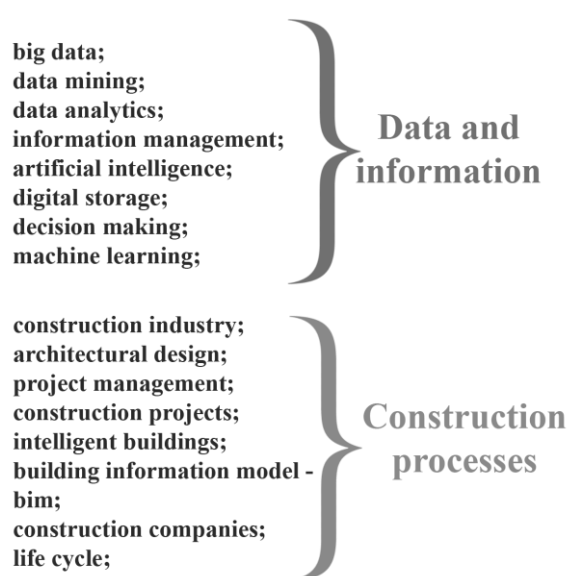 big data;
data mining;
data analytics;
information management;
artificial intelligence;
digital storage;
decision making;
machine learning;
Data and
information
construction industry;
architectural design;
project management;
construction projects;
intelligent buildings;
building information model -
bim;
construction companies;
life cycle;
Construction
processes